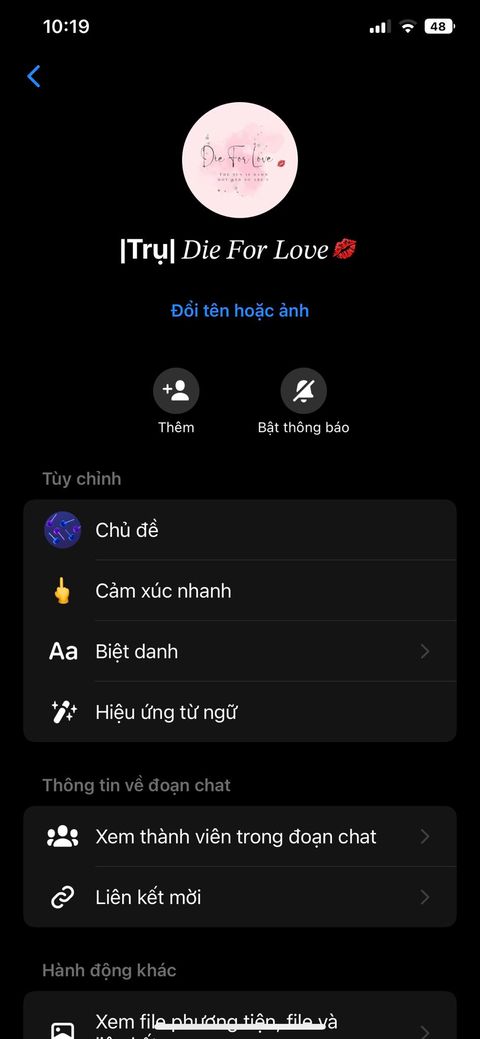 10:19
48
Die For Love
|Trụ| Die For Love💋
Đổi tên hoặc ảnh
Thêm
Bật thông báo
Tùy chỉnh
Chủ đề
Cảm xúc nhanh
Aa Biệt danh
Hiệu ứng từ ngữ
Thông tin về đoạn chat
Xem thành viên trong đoạn chat
Liên kết mời
Hành động khác
Xem file phương tiện, file và